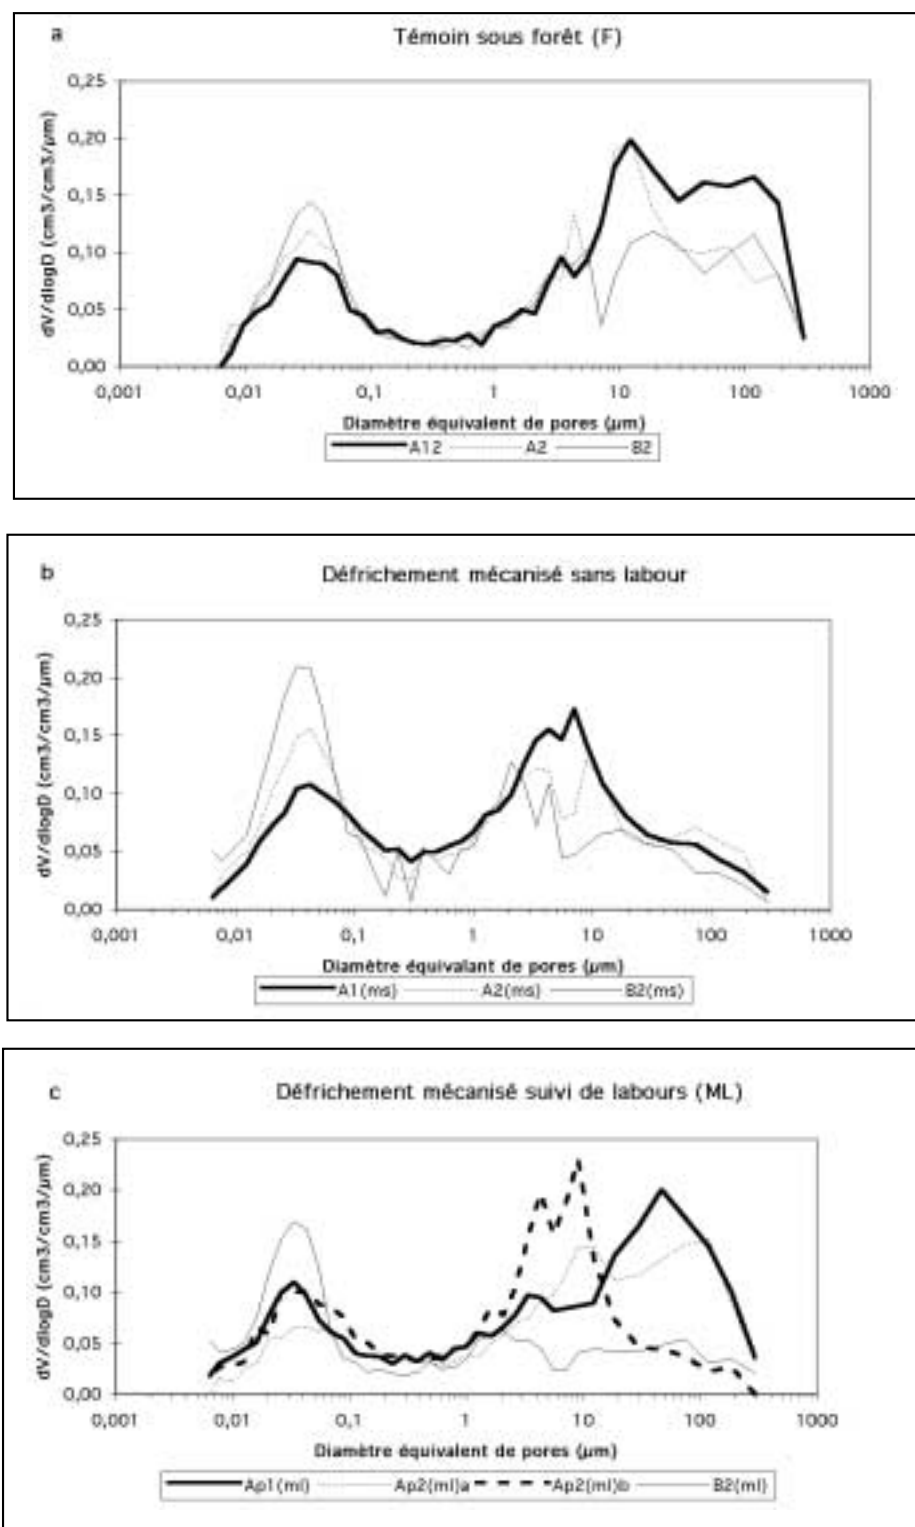 a
Témoin sous forêt (F)
dV/dlogD (cm3/cm3/µm)
0,25
0,20
0,15
0,10
0,05
0,00
0,001 0,01 0,1 1 10 100 1000
Diamètre équivalent de pores (µm)
A12 A2 B2
b
Défrichement mécanisé sans labour
dV/dlogD (cm3/cm3/µm)
0,25
0,20
0,15
0,10
0,05
0,00
0,001 0,01 0,1 1 10 100 1000
Diamètre équivalant de pores (µm)
A1(ms) A2(ms) B2(ms)
c
Défrichement mécanisé suivi de labours (ML)
dV/dlogD (cm3/cm3/µm)
0,25
0,20
0,15
0,10
0,05
0,00
0,001 0,01 0,1 1 10 100 1000
Diamètre équivalent de pores (µm)
Ap1(ml) Ap2(ml)a Ap2(ml)b B2(ml)